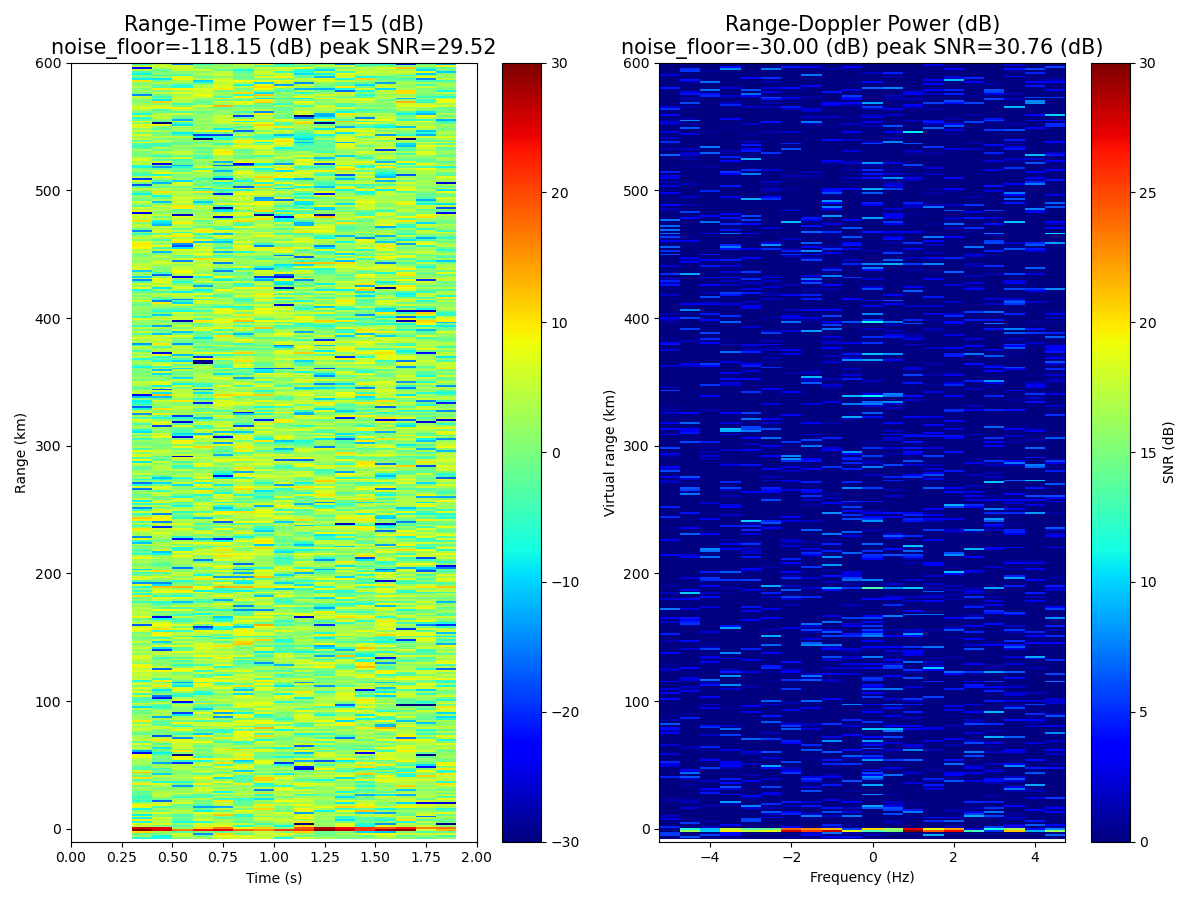 Range-Time Power f=15 (dB)
noise_floor=-118.15 (dB) peak SNR=29.52
600
500
400
300
200
100
0
Range (km)
0.00 0.25 0.50 0.75 1.00 1.25 1.50 1.75 2.00
Time (s)
30
20
10
0
−10
−20
−30
Range-Doppler Power (dB)
noise_floor=-30.00 (dB) peak SNR=30.76 (dB)
600
500
400
300
200
100
0
Virtual range (km)
−4 −2 0 2 4
Frequency (Hz)
30
25
20
15
10
5
0
SNR (dB)